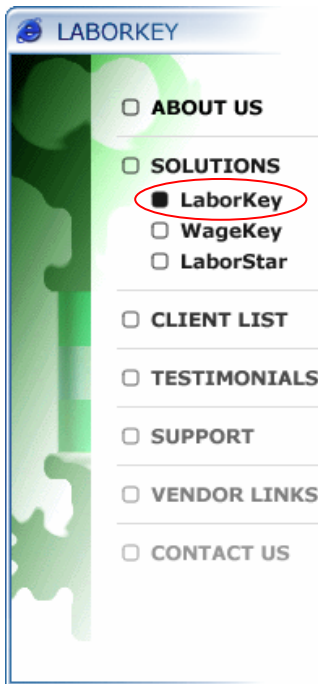 LABORKEY
ABOUT US
SOLUTIONS
LaborKey
WageKey
LaborStar
CLIENT LIST
TESTIMONIALS
SUPPORT
VENDOR LINKS
CONTACT US